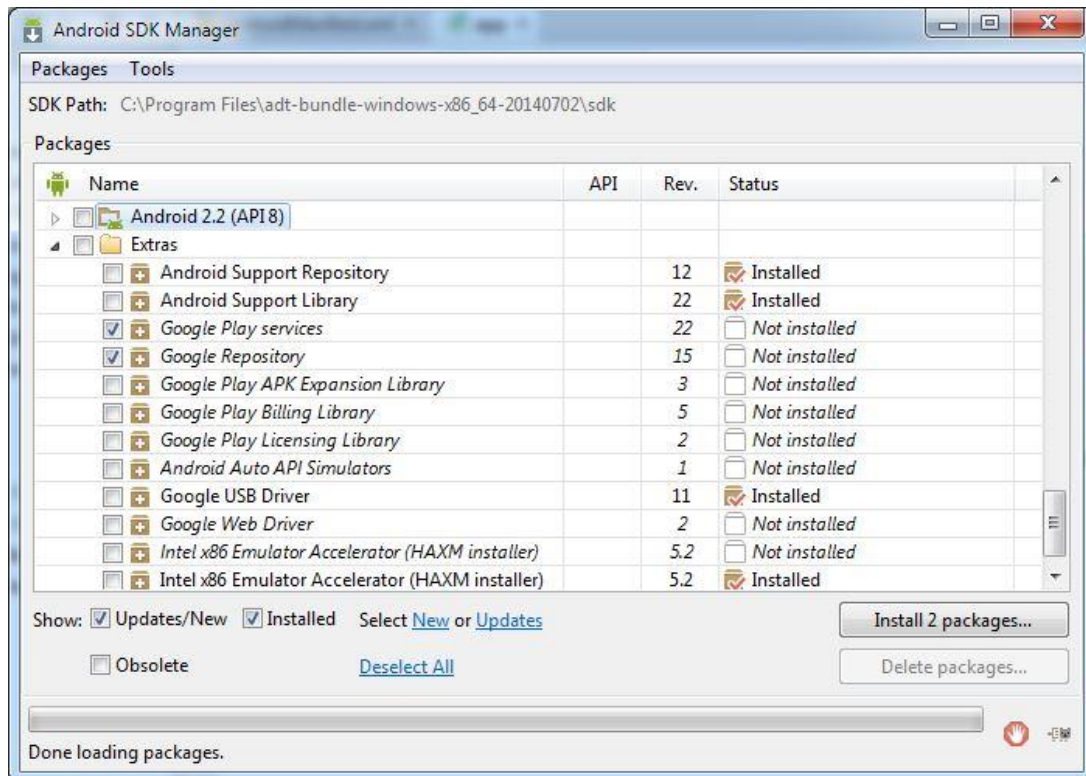 Android SDK Manager
Packages Tools
SDK Path: C:\Program Files\adt-bundle-windows-x86_64-20140702\sdk
Packages
Name API Rev. Status
Android 2.2 (API 8)
Extras
Android Support Repository 12 Installed
Android Support Library 22 Installed
Google Play services 22 Not installed
Google Repository 15 Not installed
Google Play APK Expansion Library 3 Not installed
Google Play Billing Library 5 Not installed
Google Play Licensing Library 2 Not installed
Android Auto API Simulators 1 Not installed
Google USB Driver 11 Installed
Google Web Driver 2 Not installed
Intel x86 Emulator Accelerator (HAXM installer) 5.2 Not installed
Intel x86 Emulator Accelerator (HAXM installer) 5.2 Installed
Show: Updates/New Installed Select New or Updates Install 2 packages...
Obsolete Deselect All Delete packages...
Done loading packages.